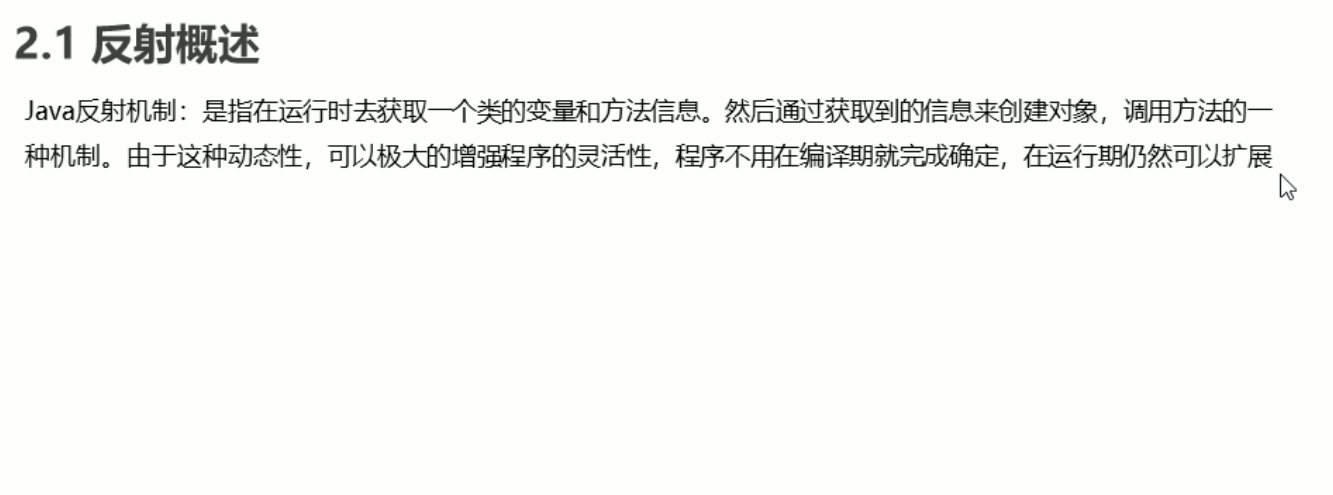 2.1 反射概述
Java反射机制：是指在运行时去获取一个类的变量和方法信息。然后通过获取到的信息来创建对象，调用方法的一
种机制。由于这种动态性，可以极大的增强程序的灵活性，程序不用在编译期就完成确定，在运行期仍然可以扩展